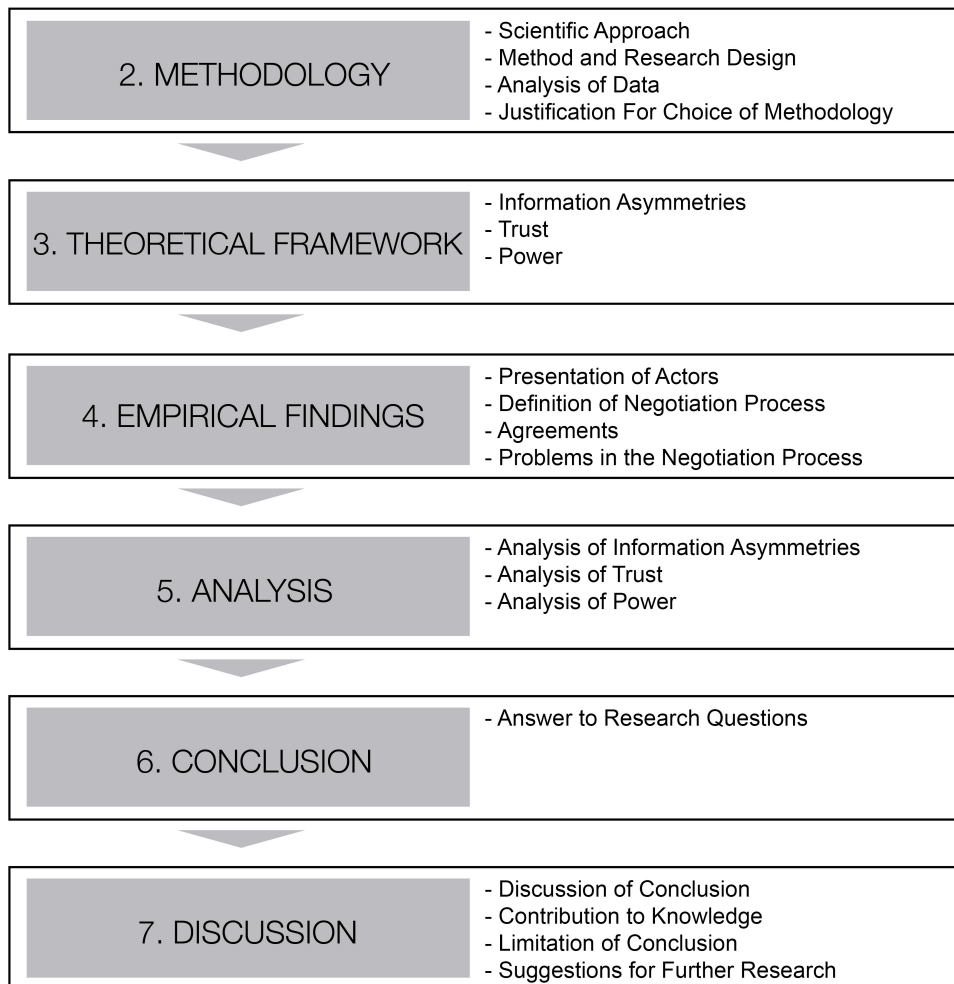 2. METHODOLOGY
- Scientific Approach
- Method and Research Design
- Analysis of Data
- Justification For Choice of Methodology
3. THEORETICAL FRAMEWORK
- Information Asymmetries
- Trust
- Power
4. EMPIRICAL FINDINGS
- Presentation of Actors
- Definition of Negotiation Process
- Agreements
- Problems in the Negotiation Process
5. ANALYSIS
- Analysis of Information Asymmetries
- Analysis of Trust
- Analysis of Power
6. CONCLUSION
- Answer to Research Questions
7. DISCUSSION
- Discussion of Conclusion
- Contribution to Knowledge
- Limitation of Conclusion
- Suggestions for Further Research